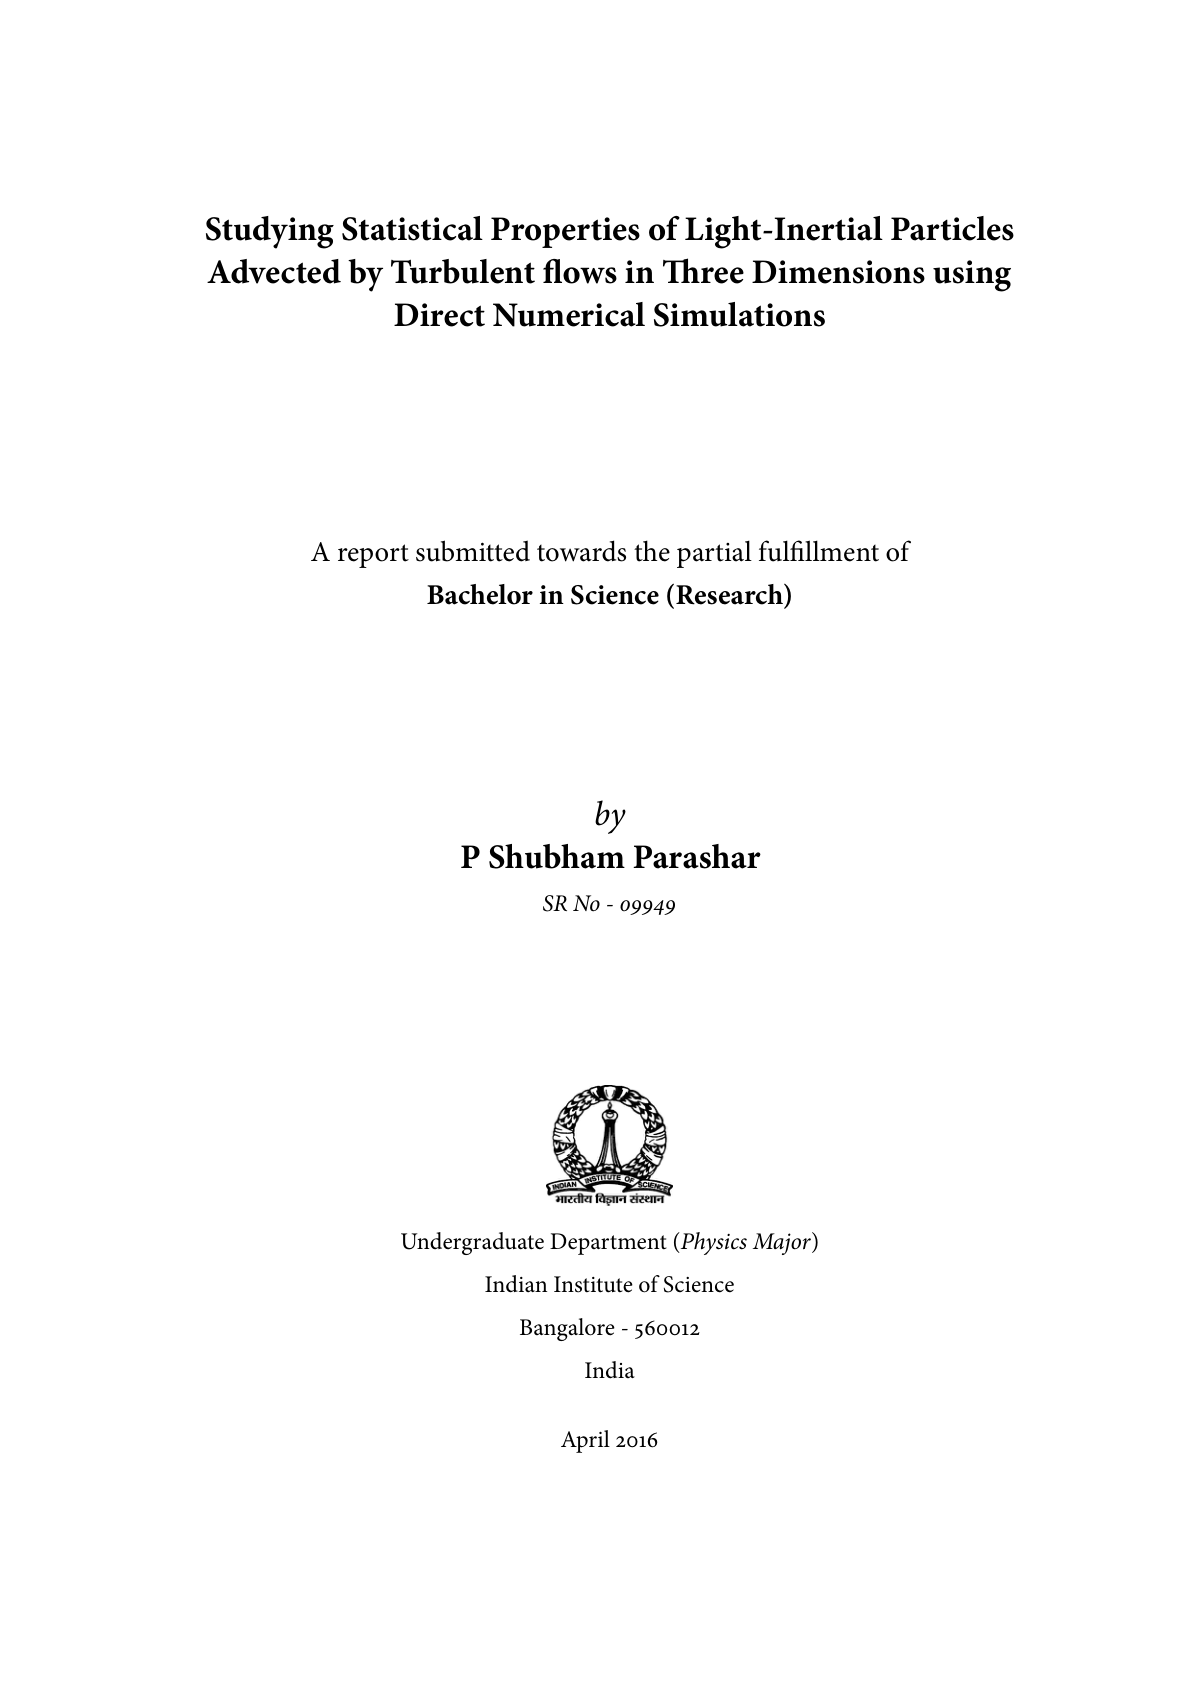 Studying Statistical Properties of Light-Inertial Particles
Advected by Turbulent flows in Three Dimensions using
Direct Numerical Simulations
A report submitted towards the partial fulfillment of
Bachelor in Science (Research)
by
P Shubham Parashar
SR No - 09949
INDIAN INSTITUTE OF SCIENCE
भारतीय विज्ञान संस्थान
Undergraduate Department (Physics Major)
Indian Institute of Science
Bangalore - 560012
India
April 2016